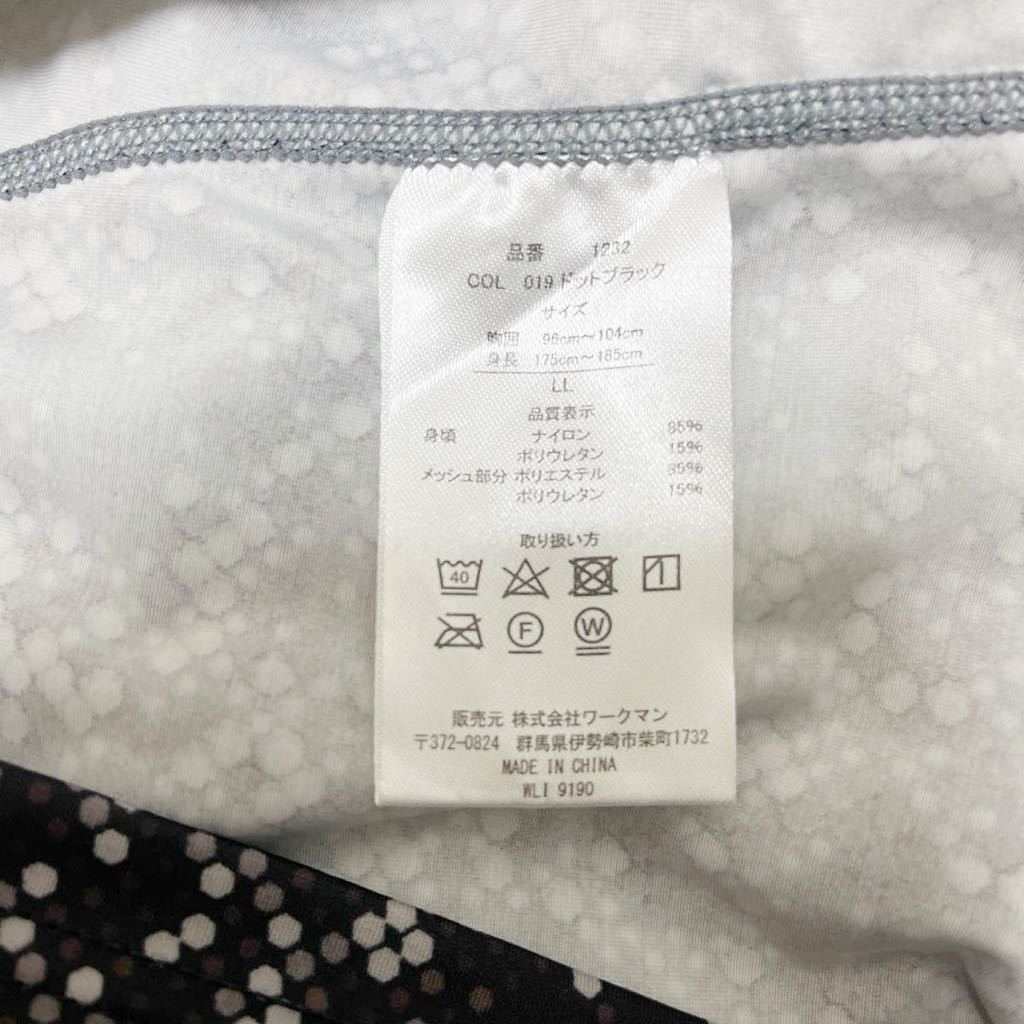 品番 1232
COL 019 ドットブラック
サイズ
胸囲 96cm～104cm
身長 175cm～185cm
LL
品質表示
身頃 ナイロン 85%
ポリウレタン 15%
メッシュ部分 ポリエステル 85%
ポリウレタン 15%
取り扱い方
40
F W
販売元 株式会社ワークマン
〒372-0824 群馬県伊勢崎市柴町1732
MADE IN CHINA
WLI 9190